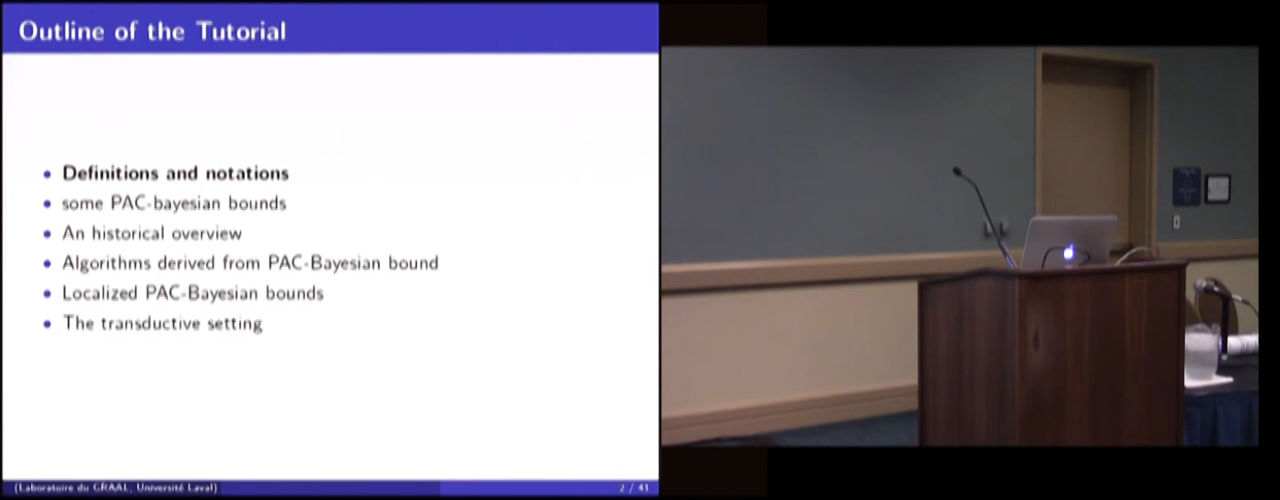 Outline of the Tutorial
Definitions and notations
some PAC-bayesian bounds
An historical overview
Algorithms derived from PAC-Bayesian bound
Localized PAC-Bayesian bounds
The transductive setting
(Laboratoire du GRAAL, Université Laval)
2 / 41